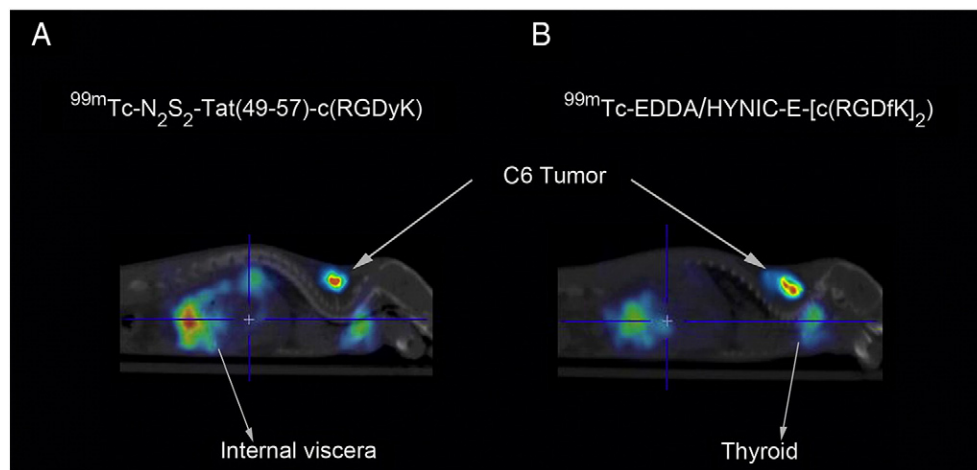 A
B
⁹⁹ᵐTc-N₂S₂-Tat(49-57)-c(RGDyK)
⁹⁹ᵐTc-EDDA/HYNIC-E-[c(RGDfK]₂)
C6 Tumor
Internal viscera
Thyroid